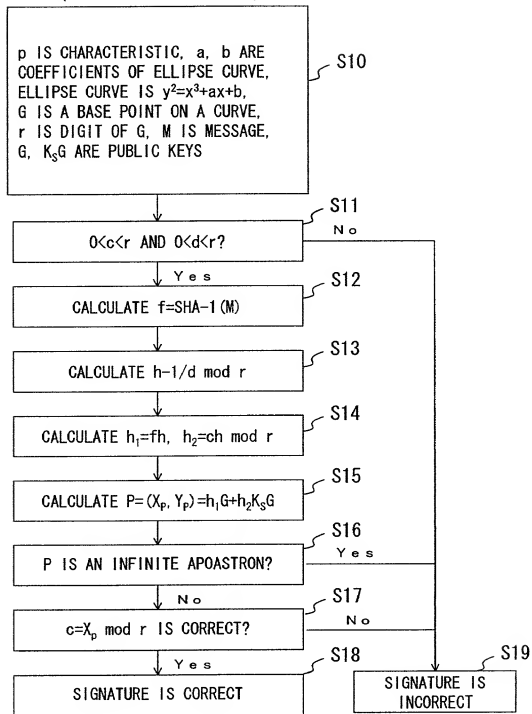 p IS CHARACTERISTIC, a, b ARE
COEFFICIENTS OF ELLIPSE CURVE,
ELLIPSE CURVE IS y²=x³+ax+b,
G IS A BASE POINT ON A CURVE,
r IS DIGIT OF G, M IS MESSAGE,
G, KₛG ARE PUBLIC KEYS
S10
S11
0<c<r AND 0<d<r?
No
Yes
S12
CALCULATE f=SHA-1(M)
S13
CALCULATE h-1/d mod r
S14
CALCULATE h₁=fh, h₂=ch mod r
S15
CALCULATE P=(Xₚ, Yₚ)=h₁G+h₂KₛG
S16
P IS AN INFINITE APOASTRON?
Yes
No
S17
c=Xₚ mod r IS CORRECT?
No
Yes
S18
SIGNATURE IS CORRECT
S19
SIGNATURE IS
INCORRECT